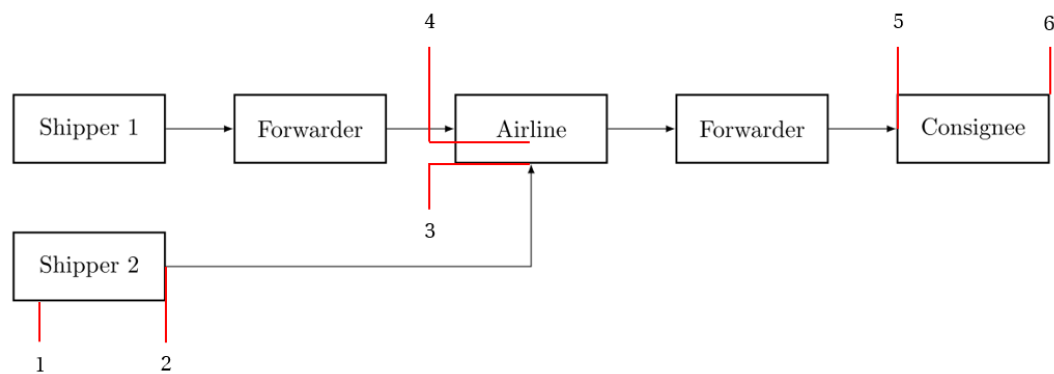 4
5
6
Shipper 1
Forwarder
Airline
Forwarder
Consignee
3
Shipper 2
1
2